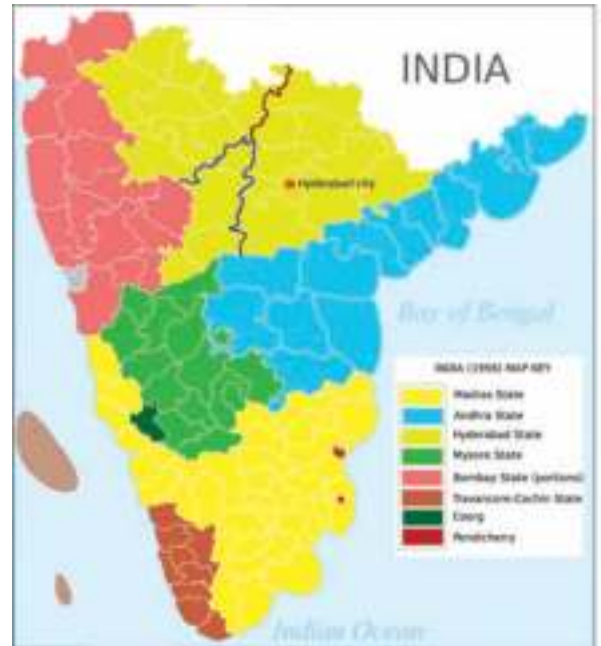 INDIA
Hyderabad city
Bay of Bengal
INDIA (1956) MAP KEY
Madras State
Andhra State
Hyderabad State
Mysore State
Bombay State (portions)
Travancore-Cochin State
Coorg
Pondicherry
Indian Ocean